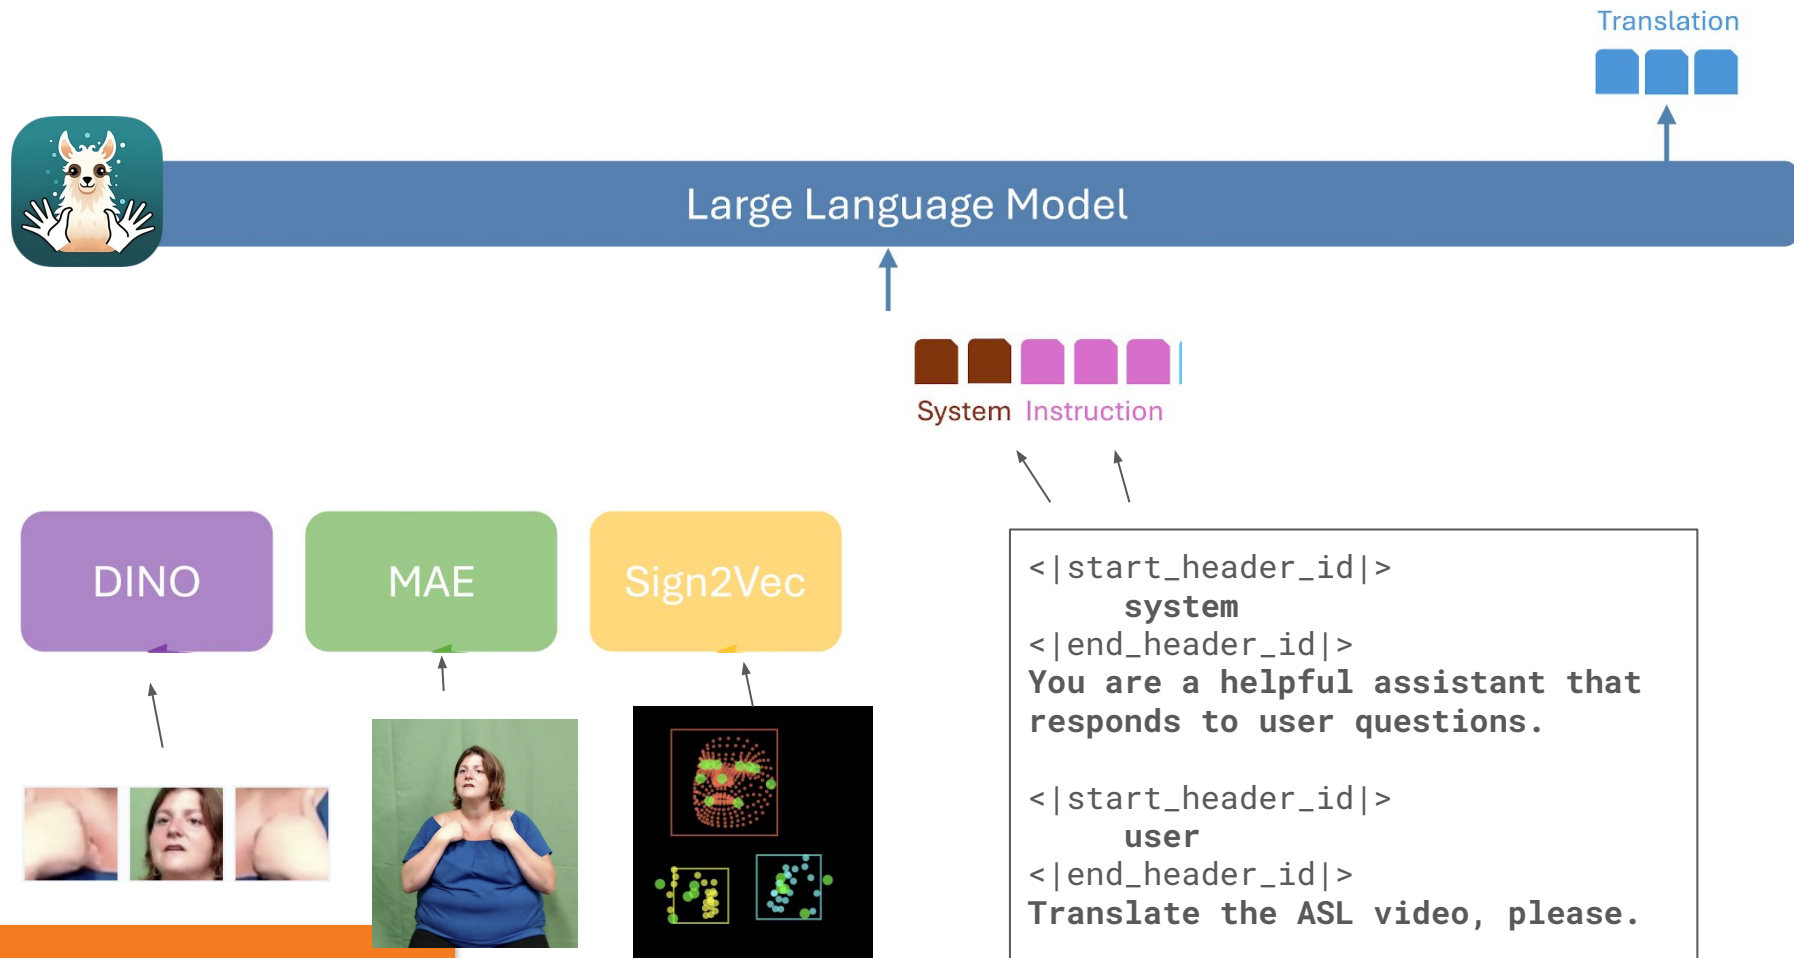 Translation
Large Language Model
System Instruction
DINO
MAE
Sign2Vec
<|start_header_id|>
system
<|end_header_id|>
You are a helpful assistant that
responds to user questions.
<|start_header_id|>
user
<|end_header_id|>
Translate the ASL video, please.